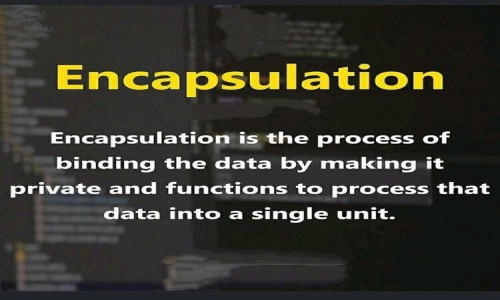 Encapsulation
Encapsulation is the process of
binding the data by making it
private and functions to process that
data into a single unit.